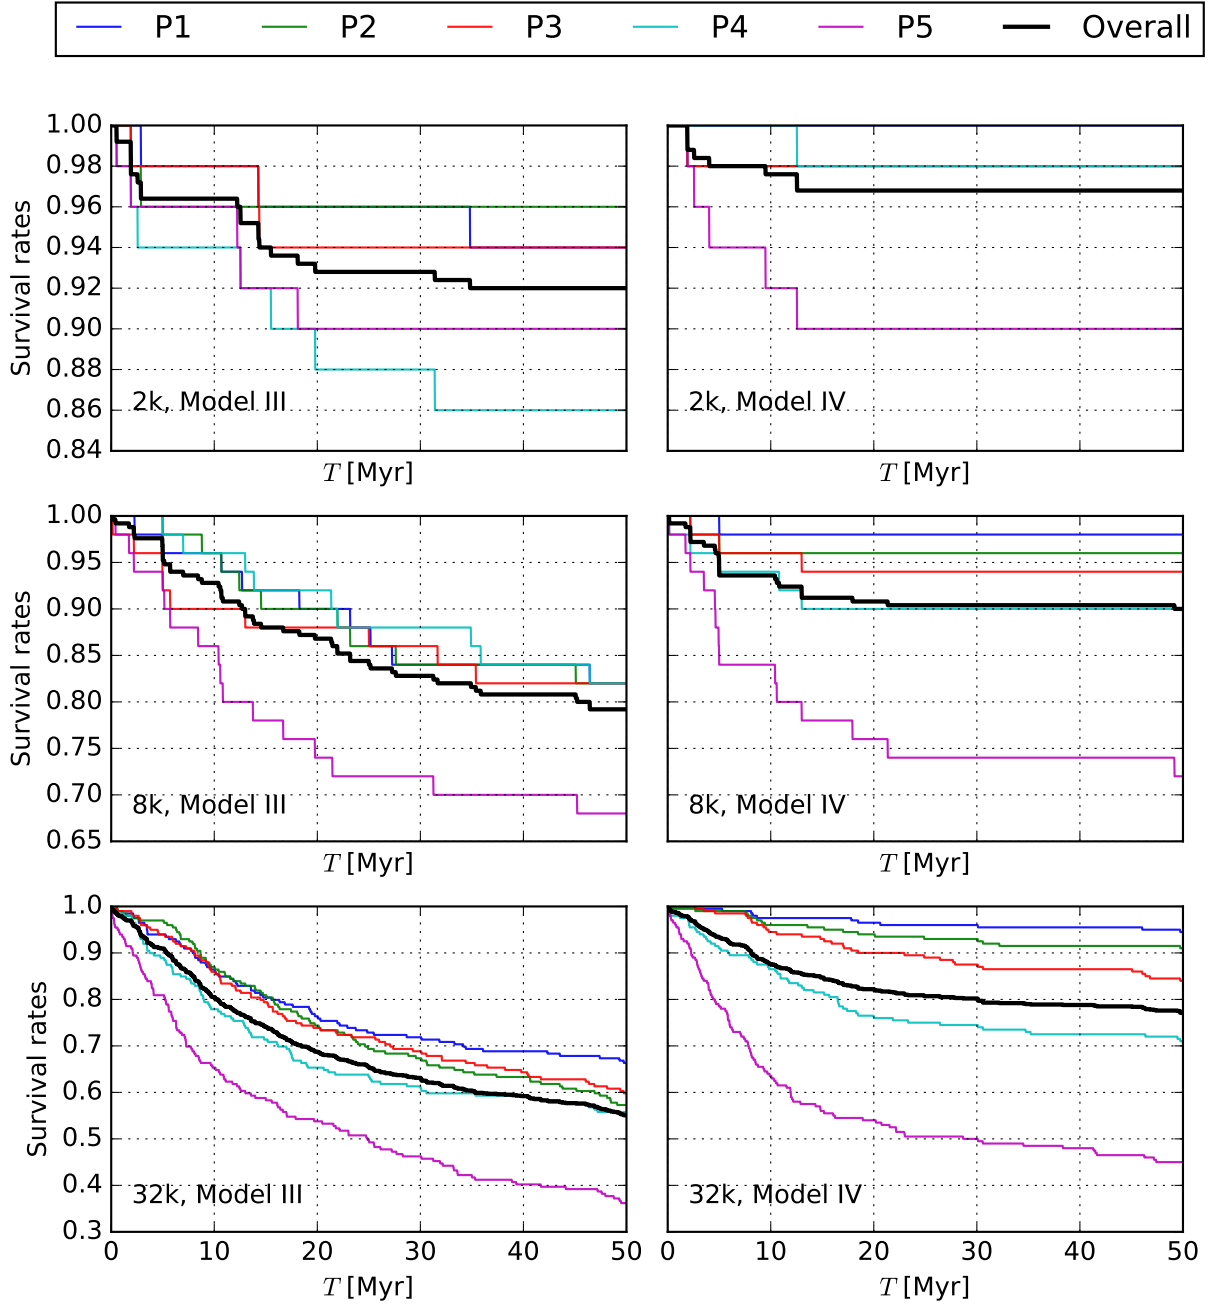 P1 P2 P3 P4 P5 Overall
Survival rates
1.00
0.98
0.96
0.94
0.92
0.90
0.88
0.86
0.84
2k, Model III
T [Myr]
2k, Model IV
T [Myr]
Survival rates
1.00
0.95
0.90
0.85
0.80
0.75
0.70
0.65
8k, Model III
T [Myr]
8k, Model IV
T [Myr]
Survival rates
1.0
0.9
0.8
0.7
0.6
0.5
0.4
0.3
32k, Model III
0 10 20 30 40 50
T [Myr]
32k, Model IV
0 10 20 30 40 50
T [Myr]